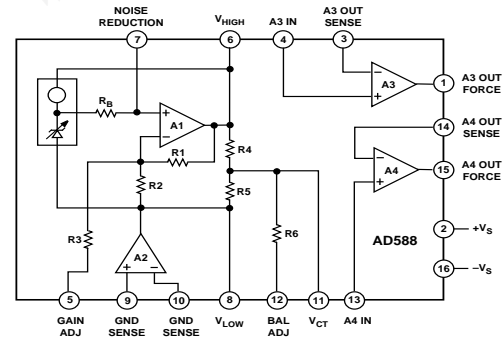 NOISE
REDUCTION
V_HIGH
A3 IN
A3 OUT
SENSE
7
6
4
3
R_B
+
−
A1
−
+
A3
1
A3 OUT
FORCE
14
A4 OUT
SENSE
R1
R4
−
+
A4
15
A4 OUT
FORCE
R2
R5
R3
A2
+
−
R6
AD588
2
+V_S
16
−V_S
5
9
10
8
12
11
13
GAIN
ADJ
GND
SENSE
GND
SENSE
V_LOW
BAL
ADJ
V_CT
A4 IN